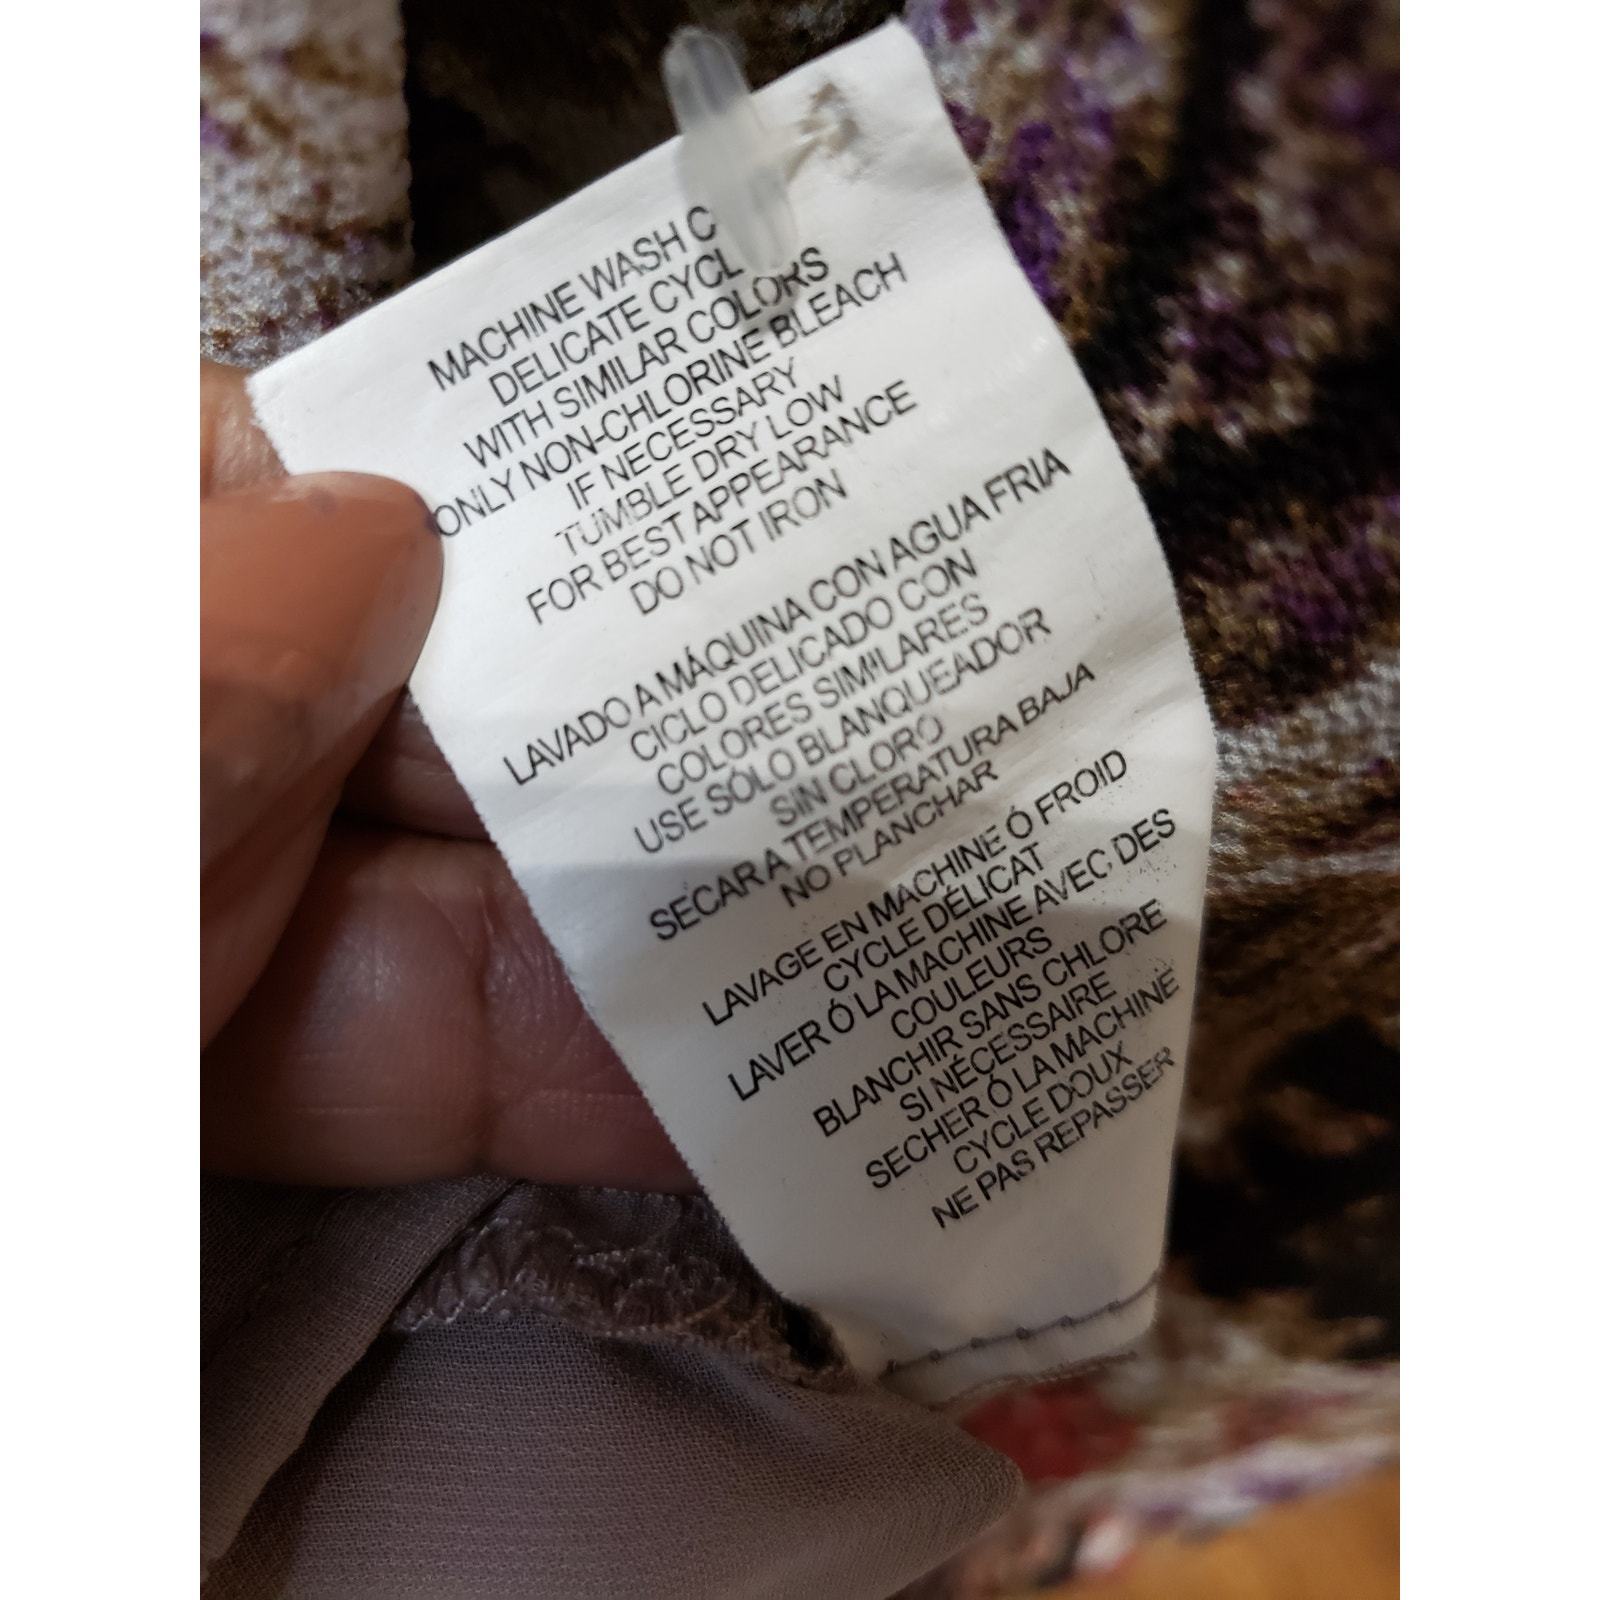 MACHINE WASH C
DELICATE CYCL
WITH SIMILAR COLORS
ONLY NON-CHLORINE BLEACH
IF NECESSARY
TUMBLE DRY LOW
FOR BEST APPEARANCE
DO NOT IRON
LAVADO A MÁQUINA CON AGUA FRIA
CICLO DELICADO CON
COLORES SIMILARES
USE SÓLO BLANQUEADOR
SIN CLORO
SECAR A TEMPERATURA BAJA
NO PLANCHAR
LAVAGE EN MACHINE Ó FROID
CYCLE DÉLICAT
LAVER Ó LA MACHINE AVEC DES
COULEURS
BLANCHIR SANS CHLORE
SI NÉCESSAIRE
SECHER Ó LA MACHINE
CYCLE DOUX
NE PAS REPASSER